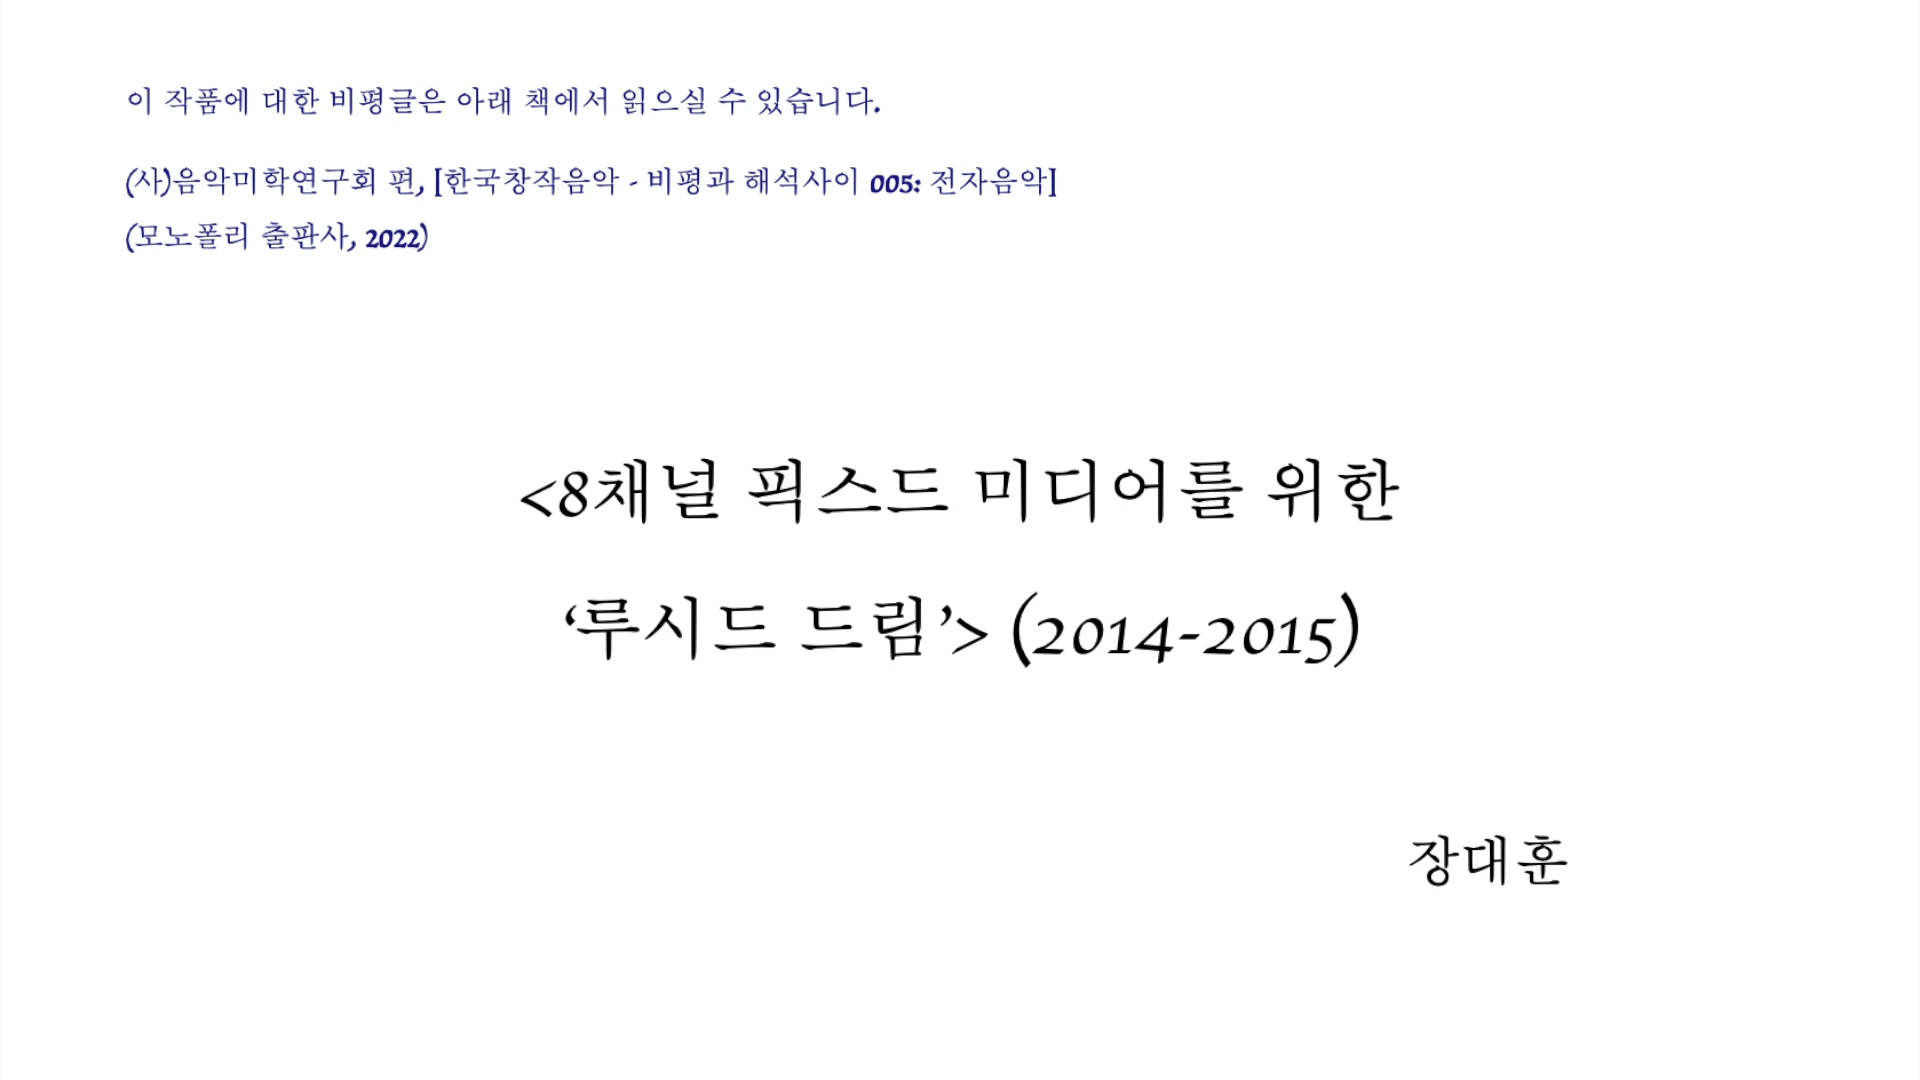 이 작품에 대한 비평글은 아래 책에서 읽으실 수 있습니다.
(사)음악미학연구회 편, [한국창작음악 - 비평과 해석사이 005: 전자음악]
(모노폴리 출판사, 2022)
<8채널 픽스드 미디어를 위한
‘루시드 드림’> (2014-2015)
장대훈